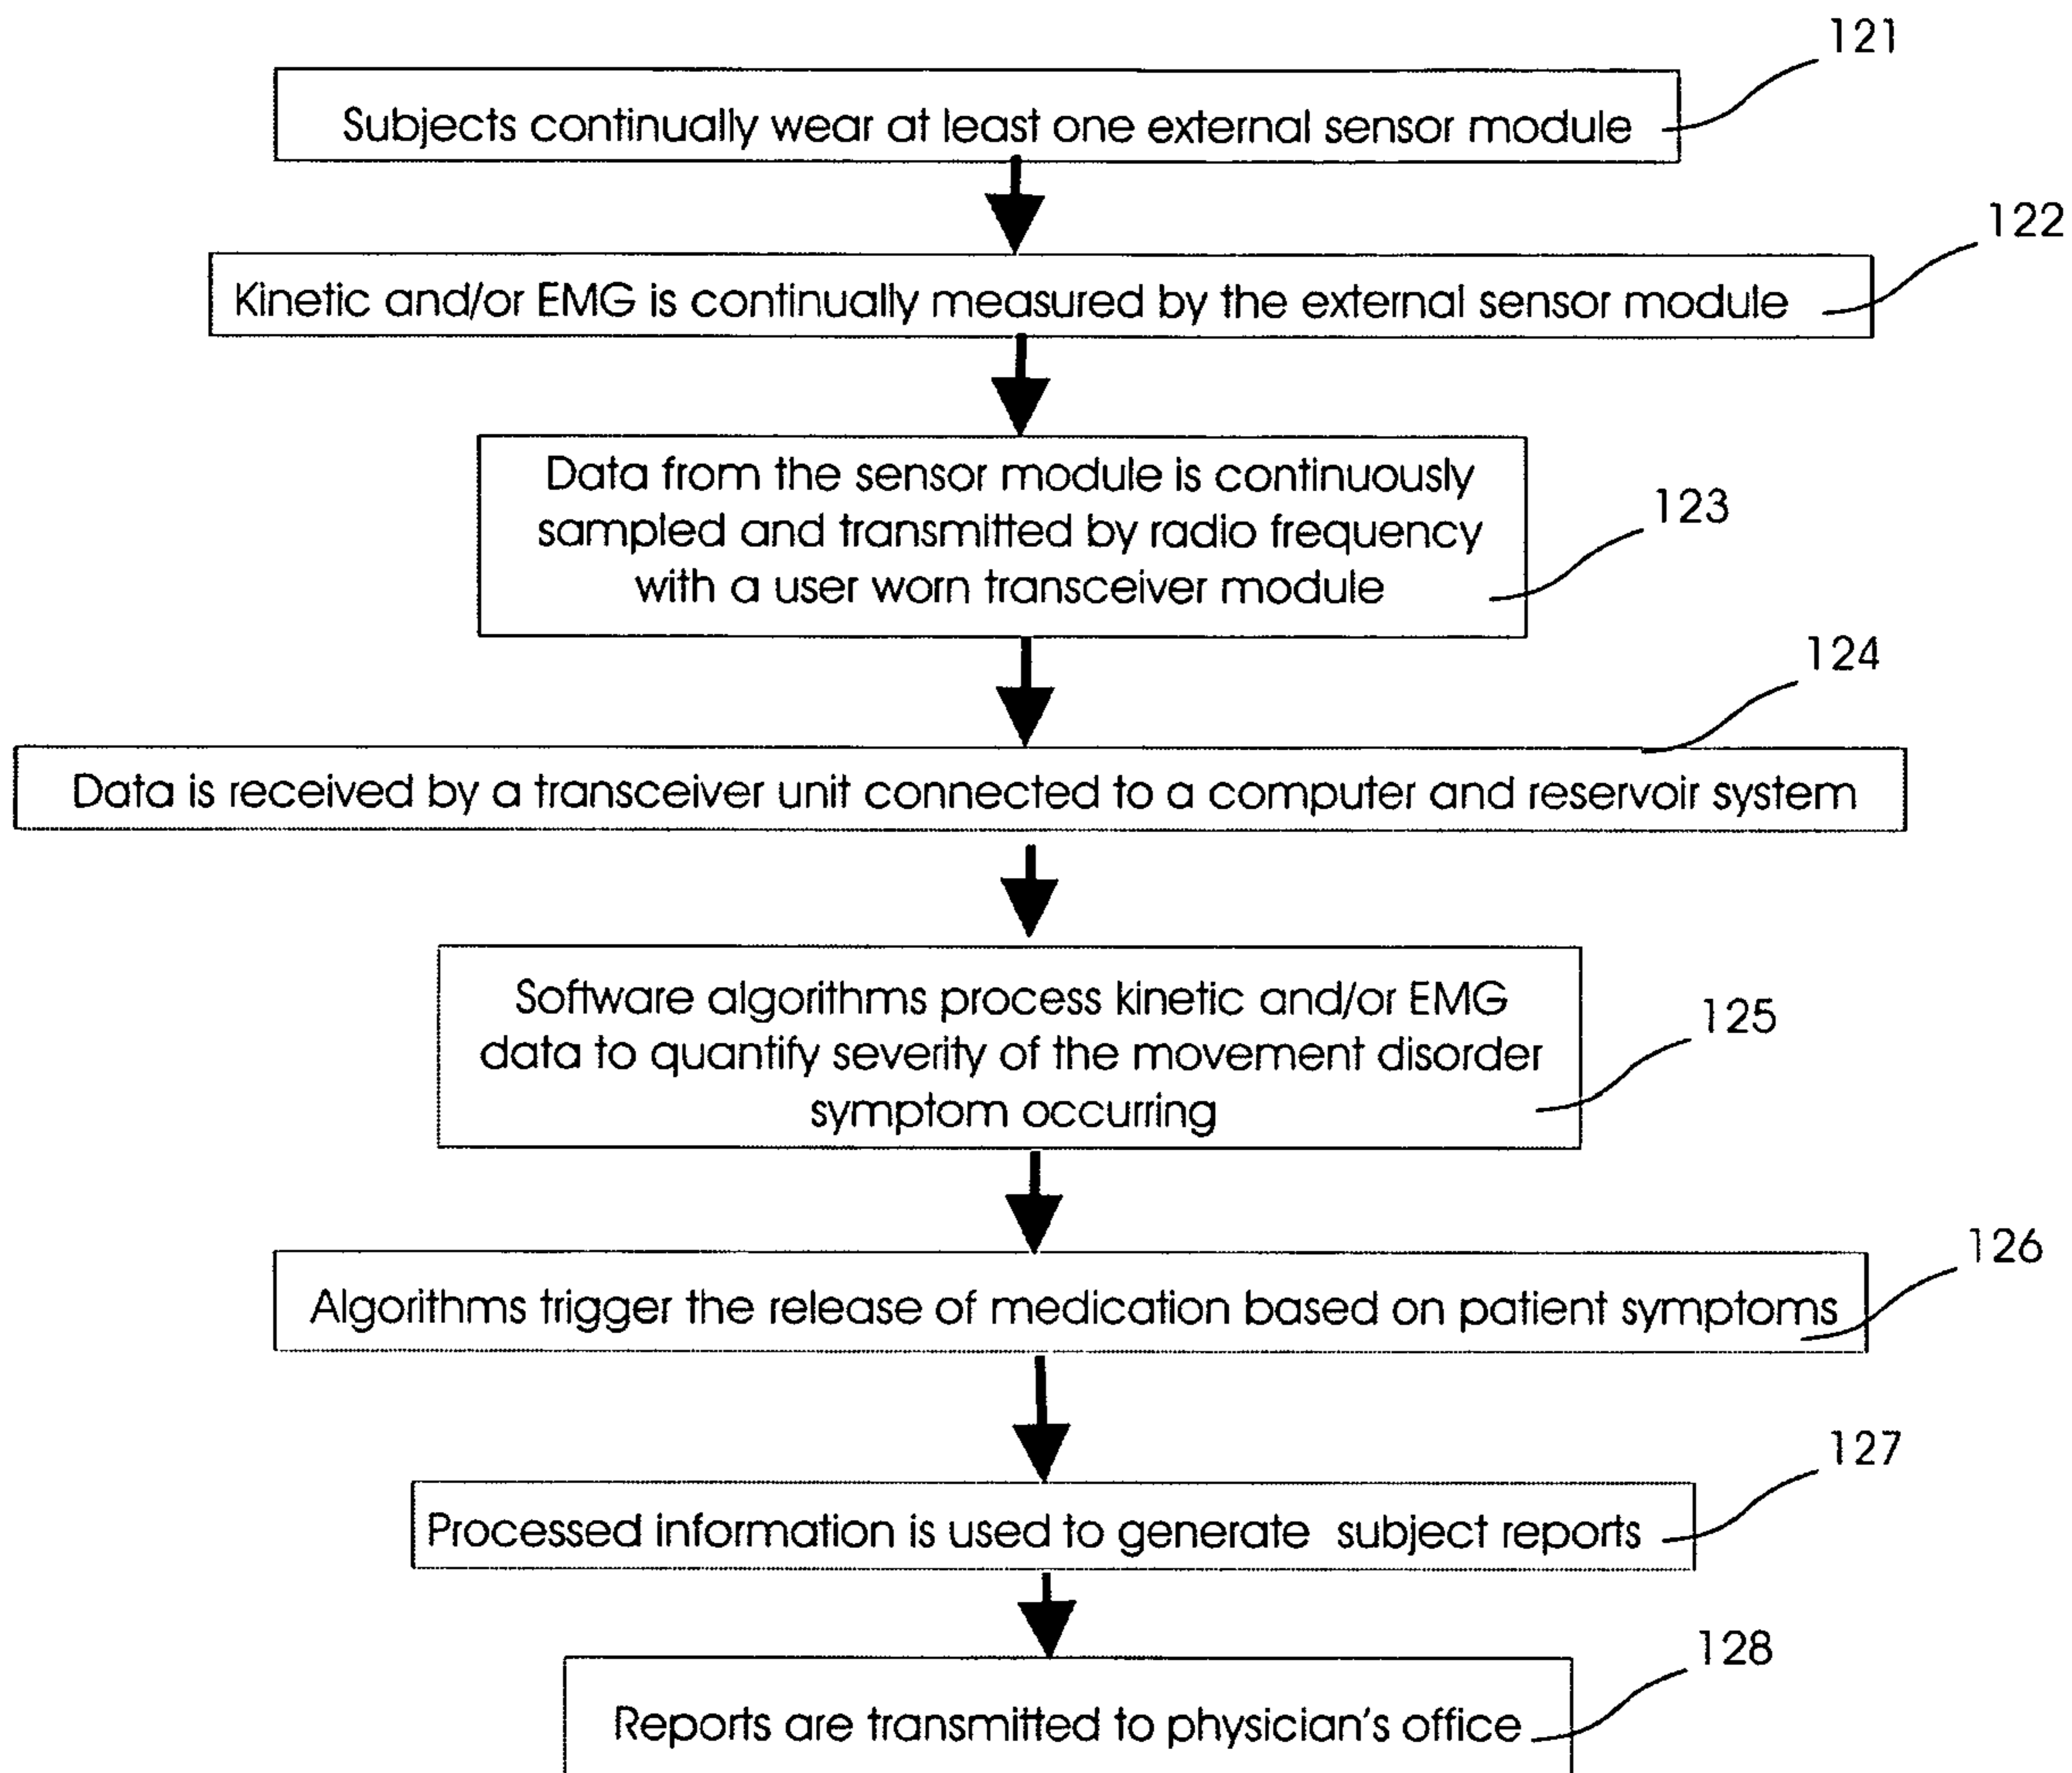 121
Subjects continually wear at least one external sensor module
122
Kinetic and/or EMG is continually measured by the external sensor module
Data from the sensor module is continuously
sampled and transmitted by radio frequency
with a user worn transceiver module
123
124
Data is received by a transceiver unit connected to a computer and reservoir system
Software algorithms process kinetic and/or EMG
data to quantify severity of the movement disorder
symptom occurring
125
126
Algorithms trigger the release of medication based on patient symptoms
127
Processed information is used to generate subject reports
128
Reports are transmitted to physician's office